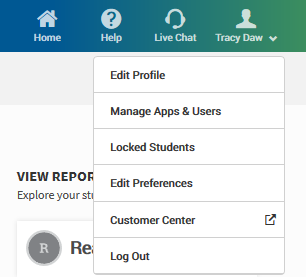 Home
Help
Live Chat
Tracy Daw
Edit Profile
Manage Apps & Users
Locked Students
VIEW REPOR
Edit Preferences
Explore your stu
Customer Center
R
Rea
Log Out